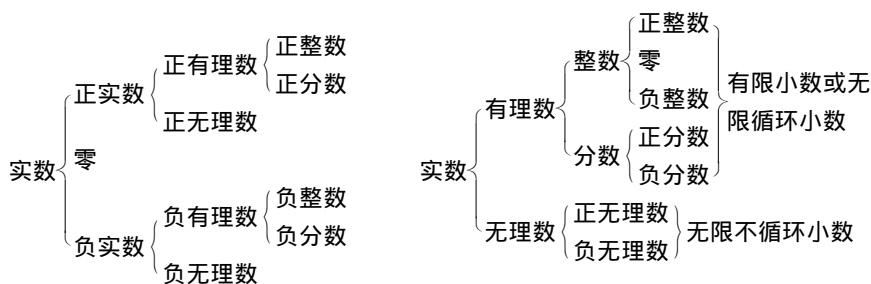 正整数
正有理数
正分数
正实数
正无理数
零
实数
负整数
负有理数
负分数
负实数
负无理数
正整数
整数
零
负整数
有理数
有限小数或无
限循环小数
正分数
分数
负分数
实数
正无理数
无理数
无限不循环小数
负无理数